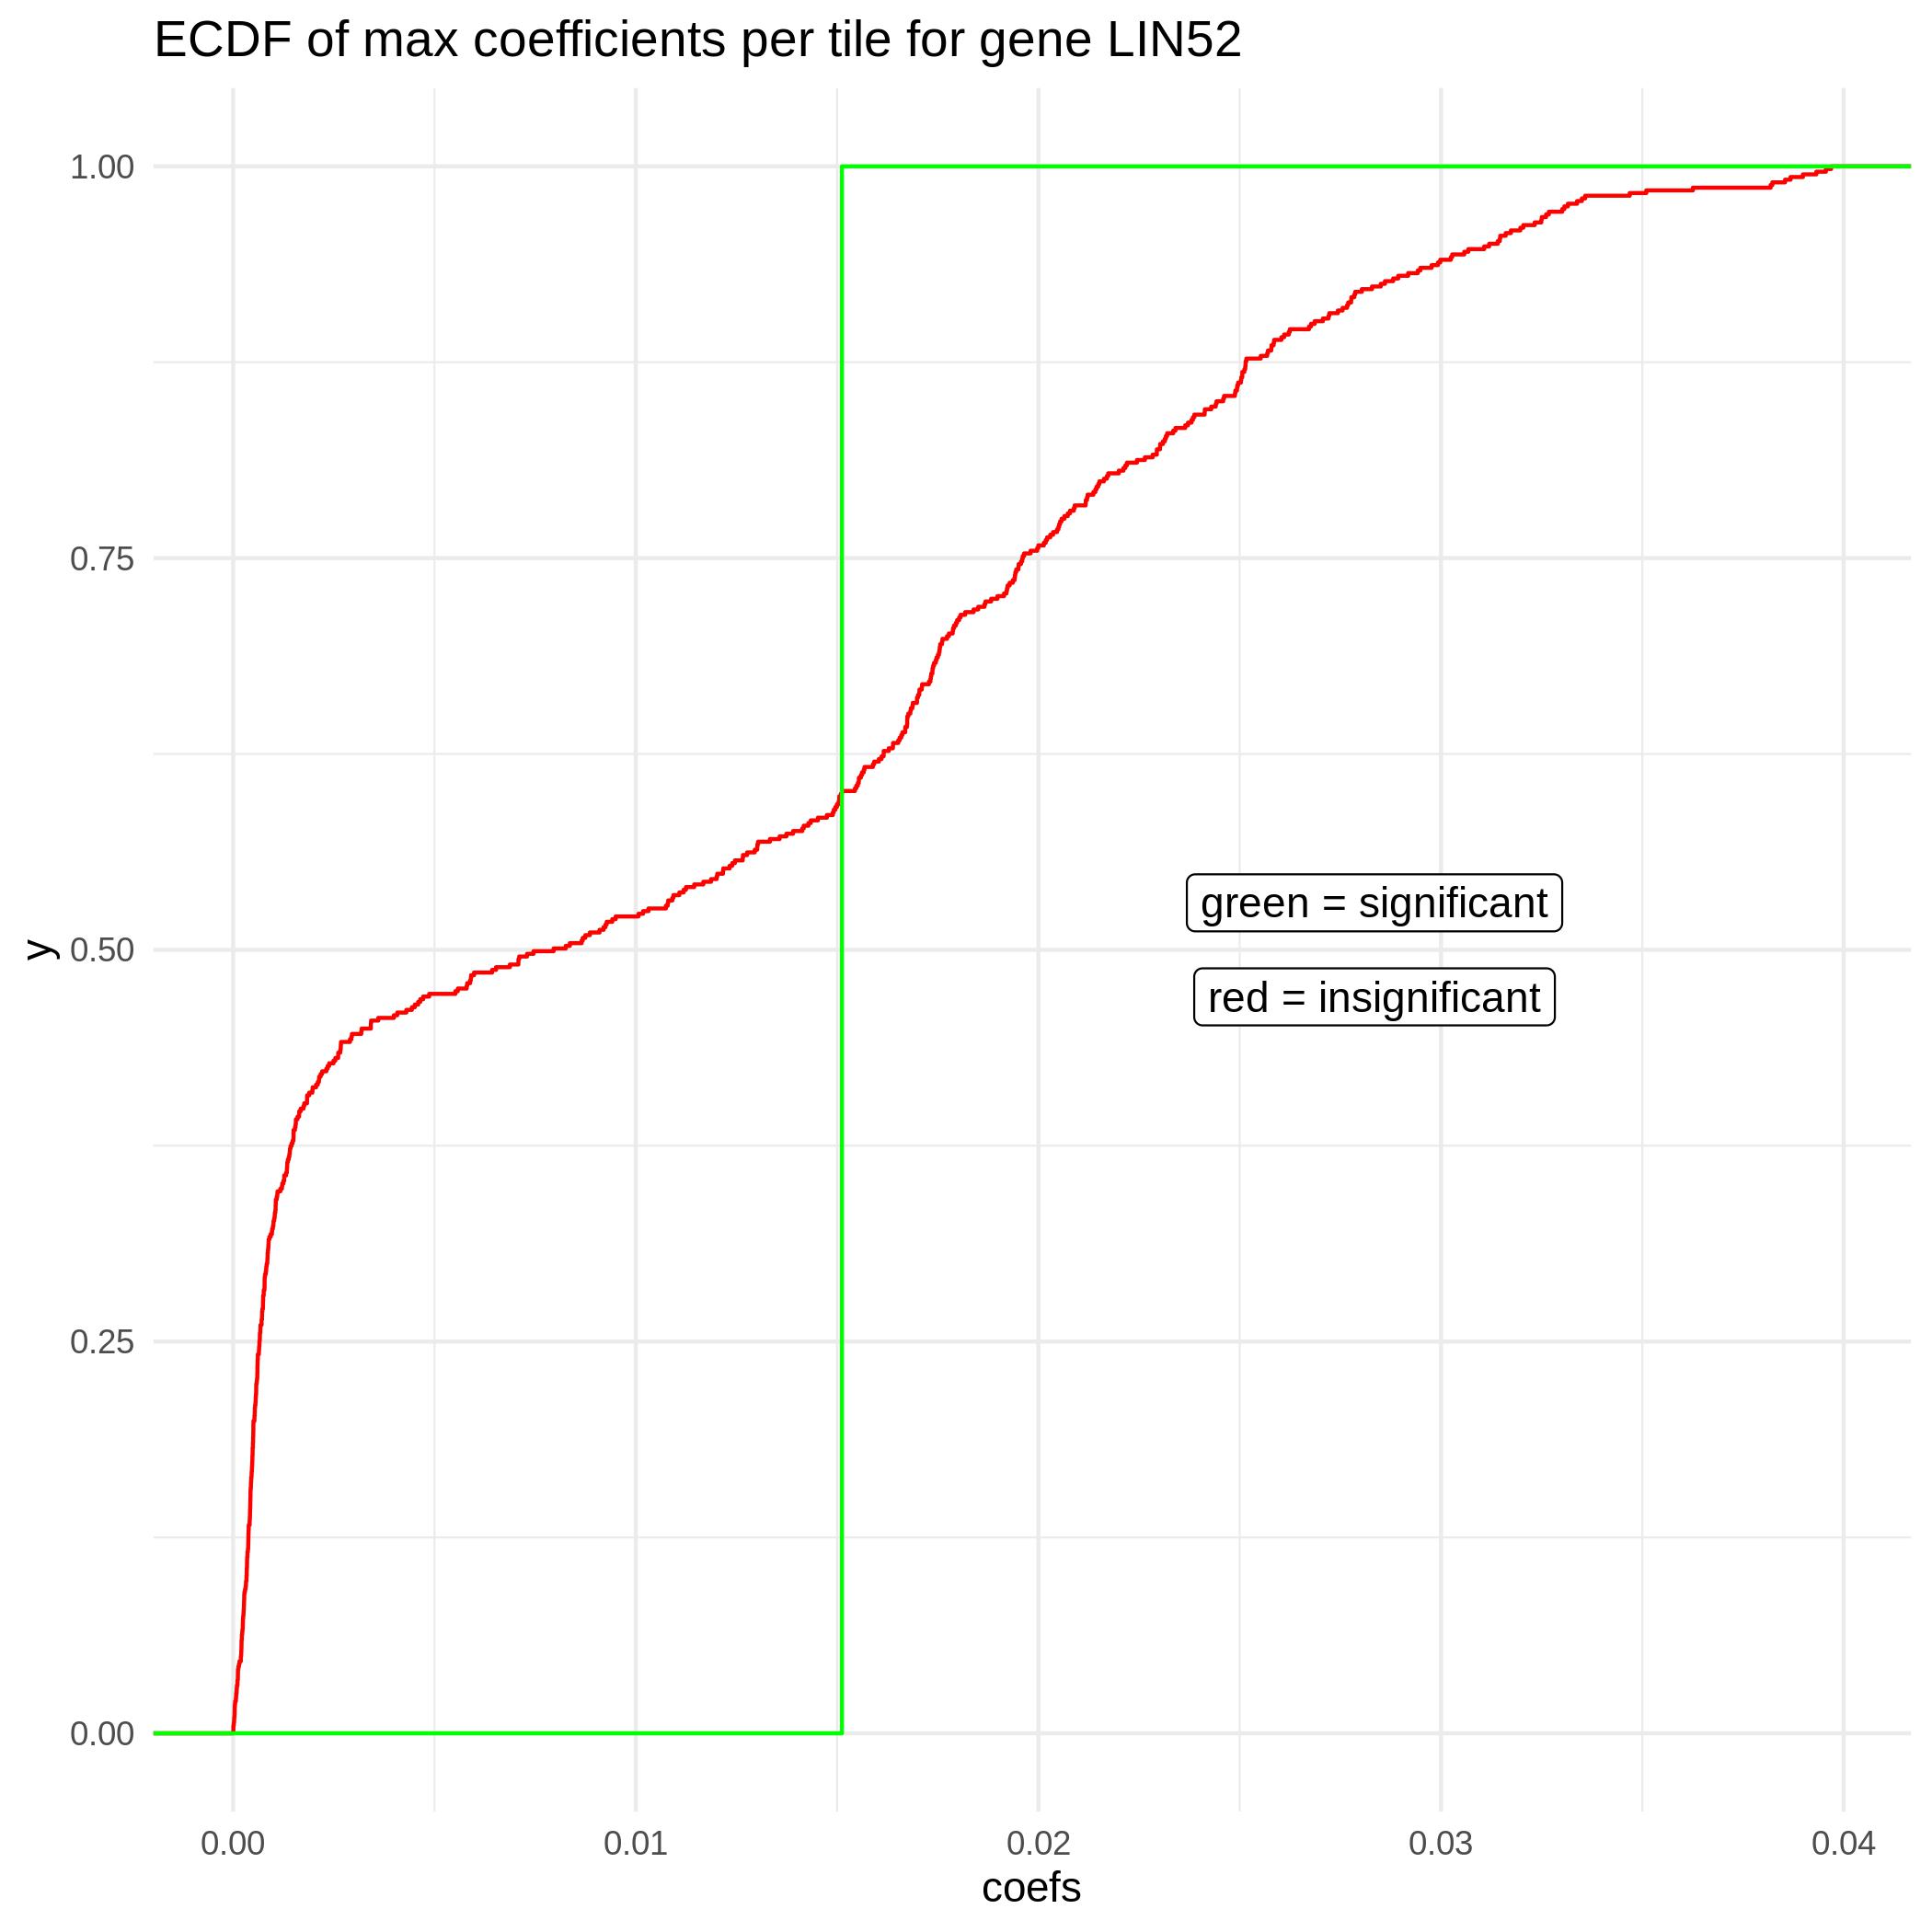 ECDF of max coefficients per tile for gene LIN52
1.00
0.75
0.50
0.25
0.00
y
green = significant
red = insignificant
0.00 0.01 0.02 0.03 0.04
coefs